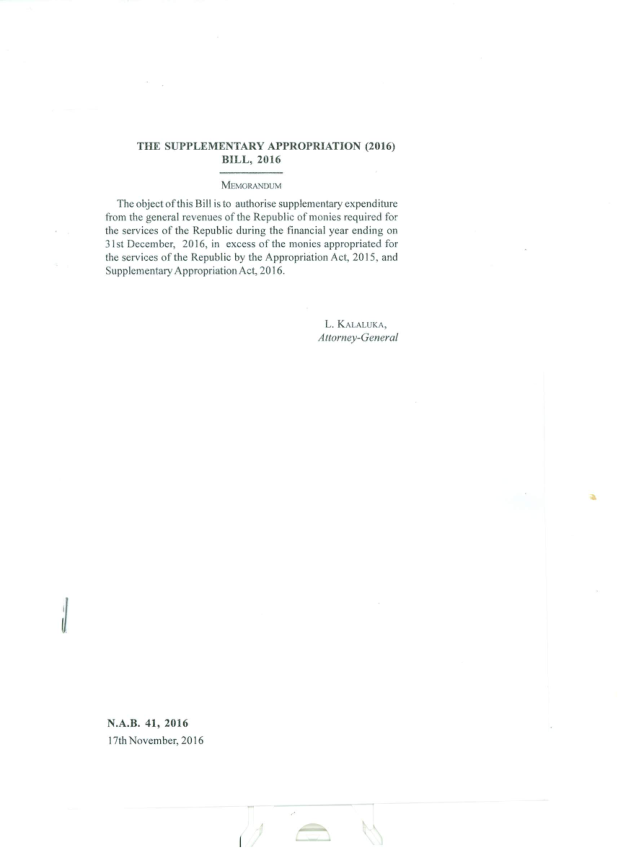 THE SUPPLEMENTARY APPROPRIATION (2016)
BILL, 2016
MEMORANDUM
The object of this Bill is to authorise supplementary expenditure
from the general revenues of the Republic of monies required for
the services of the Republic during the financial year ending on
31st December, 2016, in excess of the monies appropriated for
the services of the Republic by the Appropriation Act, 2015, and
Supplementary Appropriation Act, 2016.
L. KALALUKA,
Attorney-General
N.A.B. 41, 2016
17th November, 2016